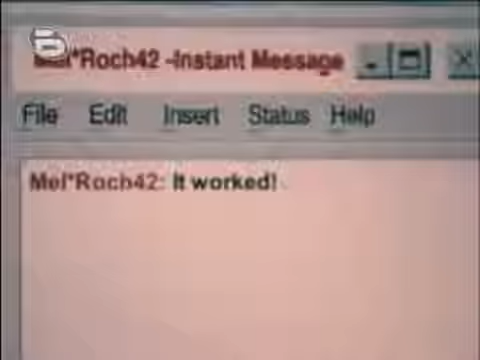 Mel*Roch42 -Instant Message
File Edit Insert Status Help
Mel*Roch42: It worked!